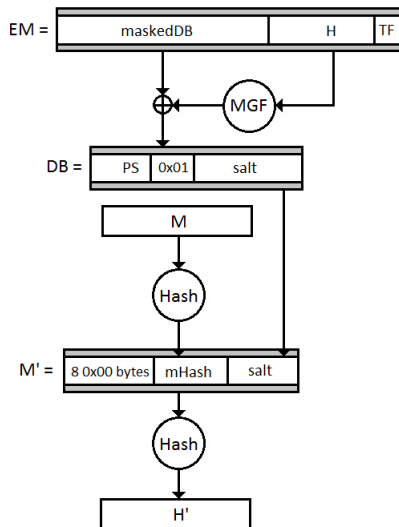 EM = maskedDB H TF
MGF
DB = PS 0x01 salt
M
Hash
M' = 8 0x00 bytes mHash salt
Hash
H'